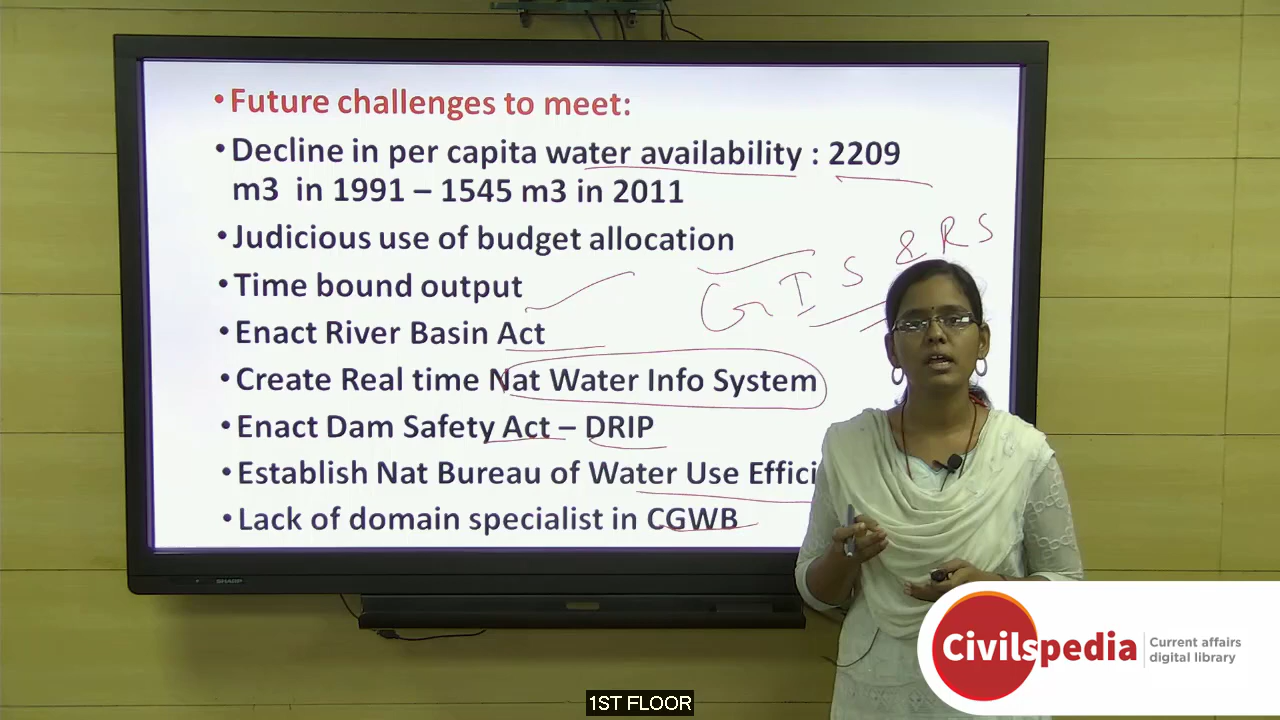 • Future challenges to meet:
• Decline in per capita water availability : 2209
m3 in 1991 – 1545 m3 in 2011
• Judicious use of budget allocation
• Time bound output
GIS & RS
• Enact River Basin Act
• Create Real time Nat Water Info System
• Enact Dam Safety Act – DRIP
• Establish Nat Bureau of Water Use Effici
• Lack of domain specialist in CGWB
SHARP
Civilspedia
Current affairs
digital library
1ST FLOOR